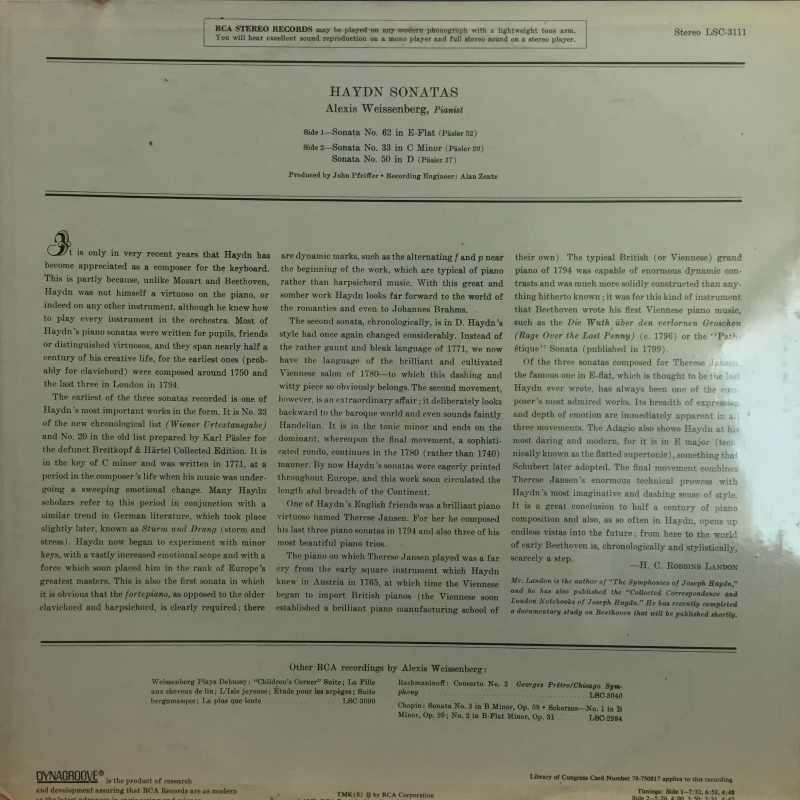 RCA STEREO RECORDS may be played on any modern phonograph with a lightweight tone arm.
You will hear excellent sound reproduction on a mono player and full stereo sound on a stereo player.
Stereo LSC-3111
HAYDN SONATAS
Alexis Weissenberg, Pianist
Side 1—Sonata No. 62 in E-Flat (Päsler 52)
Side 2—Sonata No. 33 in C Minor (Päsler 20)
Sonata No. 50 in D (Päsler 37)
Produced by John Pfeiffer • Recording Engineer: Alan Zentz
It is only in very recent years that Haydn has
become appreciated as a composer for the keyboard.
This is partly because, unlike Mozart and Beethoven,
Haydn was not himself a virtuoso on the piano, or
indeed on any other instrument, although he knew how
to play every instrument in the orchestra. Most of
Haydn's piano sonatas were written for pupils, friends
or distinguished virtuosos, and they span nearly half a
century of his creative life, for the earliest ones (prob-
ably for clavichord) were composed around 1750 and
the last three in London in 1794.
The earliest of the three sonatas recorded is one of
Haydn's most important works in the form. It is No. 33
of the new chronological list (Wiener Urtextausgabe)
and No. 20 in the old list prepared by Karl Päsler for
the defunct Breitkopf & Härtel Collected Edition. It is
in the key of C minor and was written in 1771, at a
period in the composer's life when his music was under-
going a sweeping emotional change. Many Haydn
scholars refer to this period in conjunction with a
similar trend in German literature, which took place
slightly later, known as Sturm und Drang (storm and
stress). Haydn now began to experiment with minor
keys, with a vastly increased emotional scope and with a
force which soon placed him in the rank of Europe's
greatest masters. This is also the first sonata in which
it is obvious that the fortepiano, as opposed to the older
clavichord and harpsichord, is clearly required; there
are dynamic marks, such as the alternating f and p near
the beginning of the work, which are typical of piano
rather than harpsichord music. With this great and
somber work Haydn looks far forward to the world of
the romantics and even to Johannes Brahms.
The second sonata, chronologically, is in D. Haydn's
style had once again changed considerably. Instead of
the rather gaunt and bleak language of 1771, we now
have the language of the brilliant and cultivated
Viennese salon of 1780—to which this dashing and
witty piece so obviously belongs. The second movement,
however, is an extraordinary affair; it deliberately looks
backward to the baroque world and even sounds faintly
Handelian. It is in the tonic minor and ends on the
dominant, whereupon the final movement, a sophisti-
cated rondo, continues in the 1780 (rather than 1740)
manner. By now Haydn's sonatas were eagerly printed
throughout Europe, and this work soon circulated the
length and breadth of the Continent.
One of Haydn's English friends was a brilliant piano
virtuoso named Therese Jansen. For her he composed
his last three piano sonatas in 1794 and also three of his
most beautiful piano trios.
The piano on which Therese Jansen played was a far
cry from the early square instrument which Haydn
knew in Austria in 1765, at which time the Viennese
began to import British pianos (the Viennese soon
established a brilliant piano manufacturing school of
their own). The typical British (or Viennese) grand
piano of 1794 was capable of enormous dynamic con-
trasts and was much more solidly constructed than any-
thing hitherto known; it was for this kind of instrument
that Beethoven wrote his first Viennese piano music,
such as the Die Wuth über den verlornen Groschen
(Rage Over the Lost Penny) (c. 1796) or the "Path-
étique" Sonata (published in 1799).
Of the three sonatas composed for Therese Jansen,
the famous one in E-flat, which is thought to be the last
Haydn ever wrote, has always been one of the com-
poser's most admired works. Its breadth of expression
and depth of emotion are immediately apparent in all
three movements. The Adagio also shows Haydn at his
most daring and modern, for it is in E major (tech-
nically known as the flatted supertonic), something that
Schubert later adopted. The final movement combines
Therese Jansen's enormous technical prowess with
Haydn's most imaginative and dashing sense of style.
It is a great conclusion to half a century of piano
composition and also, as so often in Haydn, opens up
endless vistas into the future; from here to the world
of early Beethoven is, chronologically and stylistically,
scarcely a step.
—H. C. ROBBINS LANDON
Mr. Landon is the author of "The Symphonies of Joseph Haydn,"
and he has also published the "Collected Correspondence and
London Notebooks of Joseph Haydn." He has recently completed
a documentary study on Beethoven that will be published shortly.
Other RCA recordings by Alexis Weissenberg:
Weissenberg Plays Debussy: "Children's Corner" Suite; La Fille
aux cheveux de lin; L'Isle joyeuse; Étude pour les arpèges; Suite
bergamasque; La plus que lente LSC-3090
Rachmaninoff: Concerto No. 3 Georges Prêtre/Chicago Sym-
phony LSC-3040
Chopin: Sonata No. 3 in B Minor, Op. 58 • Scherzos—No. 1 in B
Minor, Op. 20; No. 2 in B-Flat Minor, Op. 31 LSC-2984
DYNAGROOVE® is the product of research
and development assuring that RCA Records are as modern
TMK(S) ® by RCA Corporation
Library of Congress Card Number 78-750817 applies to this recording.
Timings: Side 1—7:32, 6:53, 4:48